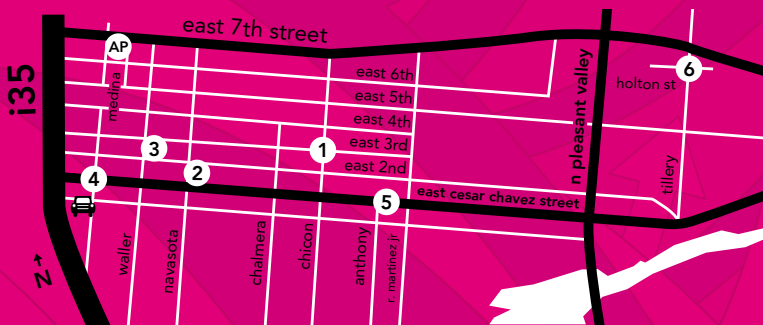 east 7th street
AP
i35
medina
east 6th
east 5th
east 4th
east 3rd
east 2nd
n pleasant valley
6
holton st
tillery
1
3
2
4
5
east cesar chavez street
waller
navasota
chalmera
chicon
anthony
r. martinez jr
N